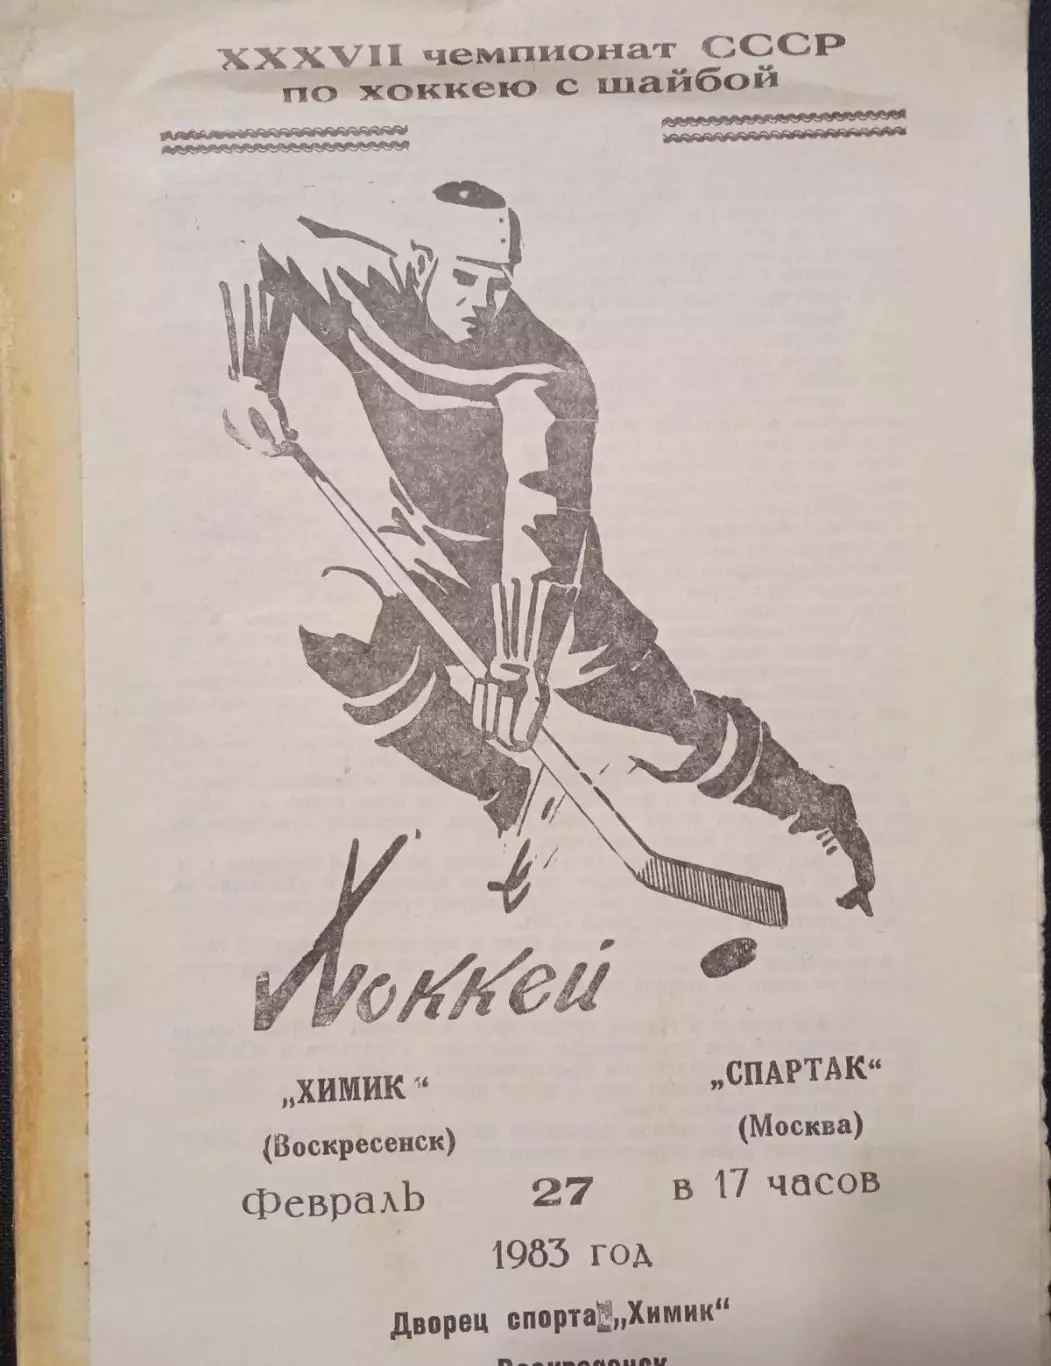 XXXVII чемпионат СССР
по хоккею с шайбой
Хоккей
„ХИМИК“ „СПАРТАК“
(Воскресенск) (Москва)
Февраль 27 в 17 часов
1983 год
Дворец спорта „Химик“
Воскресенск